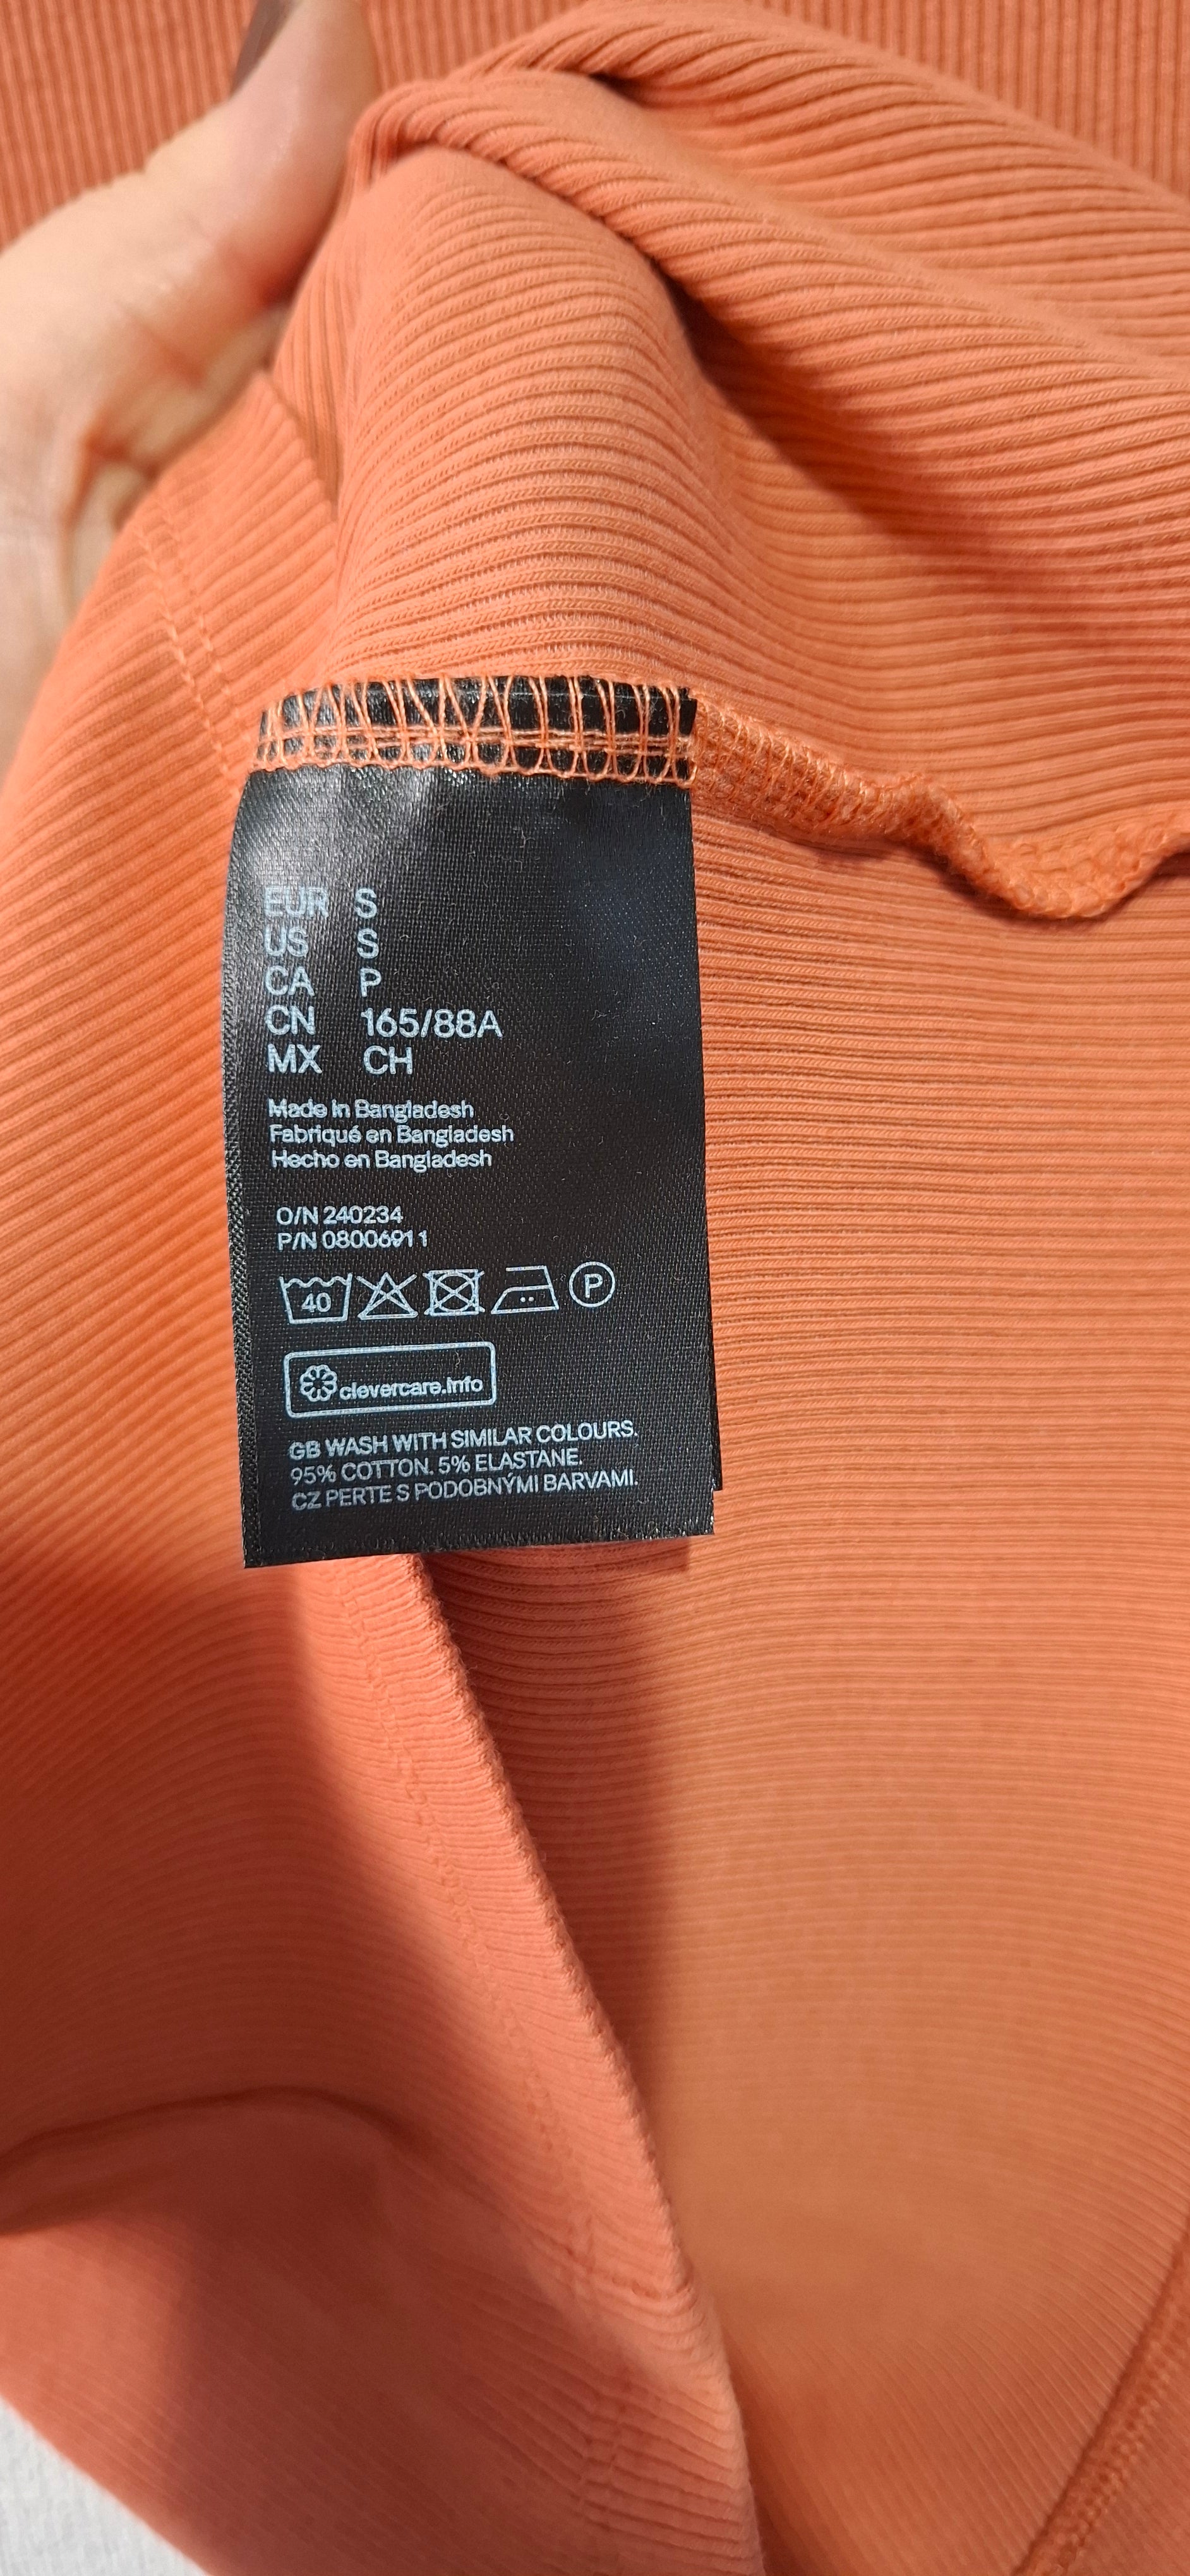 EUR S
US S
CA P
CN 165/88A
MX CH
Made in Bangladesh
Fabriqué en Bangladesh
Hecho en Bangladesh
O/N 240234
P/N 08006911
40 P
clevercare.info
GB WASH WITH SIMILAR COLOURS.
95% COTTON. 5% ELASTANE.
CZ PERTE S PODOBNÝMI BARVAMI.